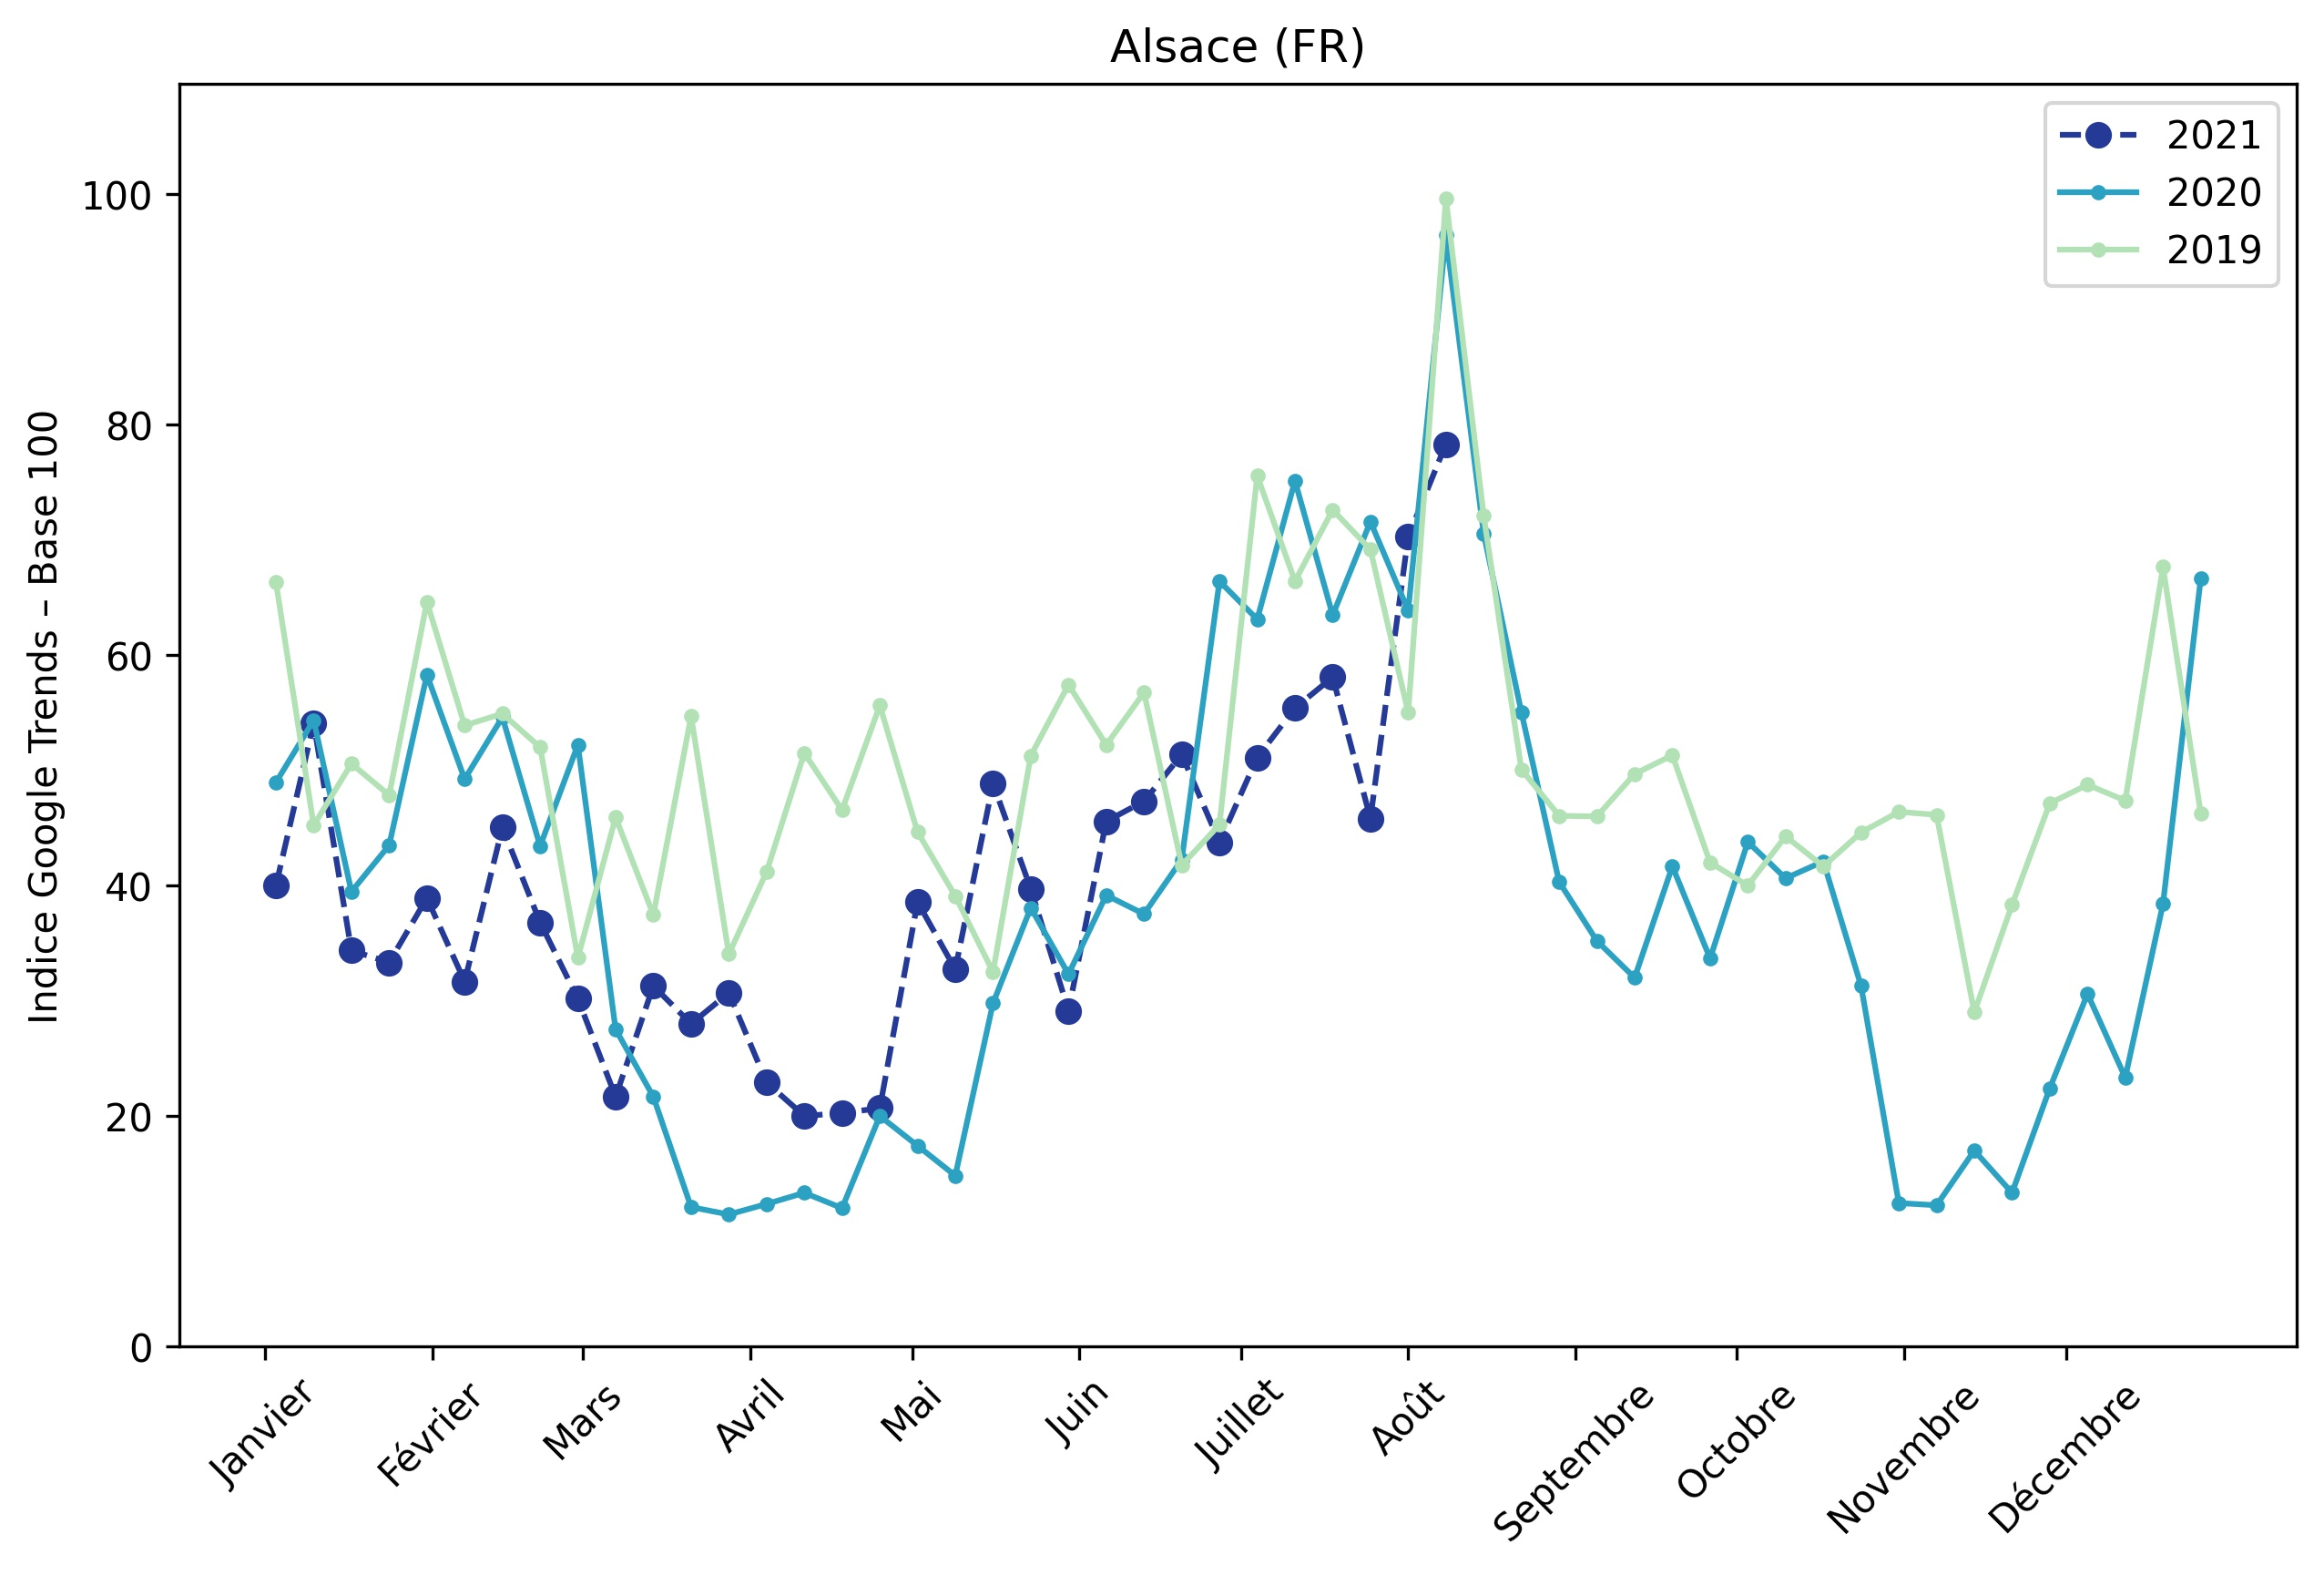 Alsace (FR)
2021
2020
2019
Indice Google Trends – Base 100
100
80
60
40
20
0
Janvier
Février
Mars
Avril
Mai
Juin
Juillet
Août
Septembre
Octobre
Novembre
Décembre